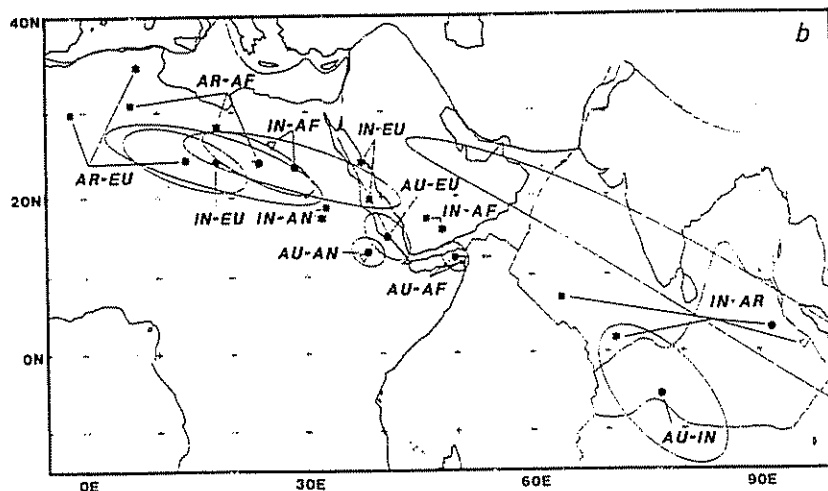 40N
b
AR-AF
IN-AF
IN-EU
AR-EU
AU-EU
20N
IN-EU
IN-AN
IN-AF
AU-AN
AU-AF
IN-AR
0N
AU-IN
40S
0E
30E
60E
90E